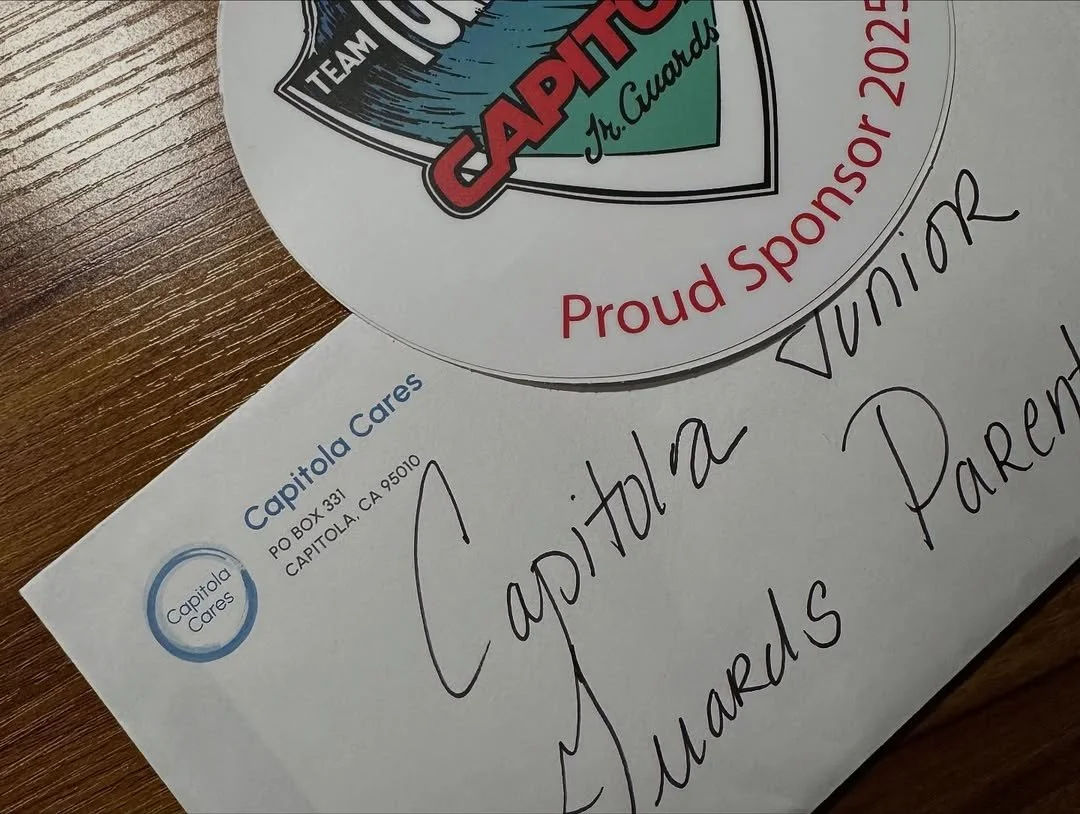 TEAM
CAPITO
Jr. Guards
Proud Sponsor 2025
Capitola Cares
PO BOX 331
CAPITOLA, CA 95010
Capitola
Cares
Capitola JUNIOR
Guards Parent